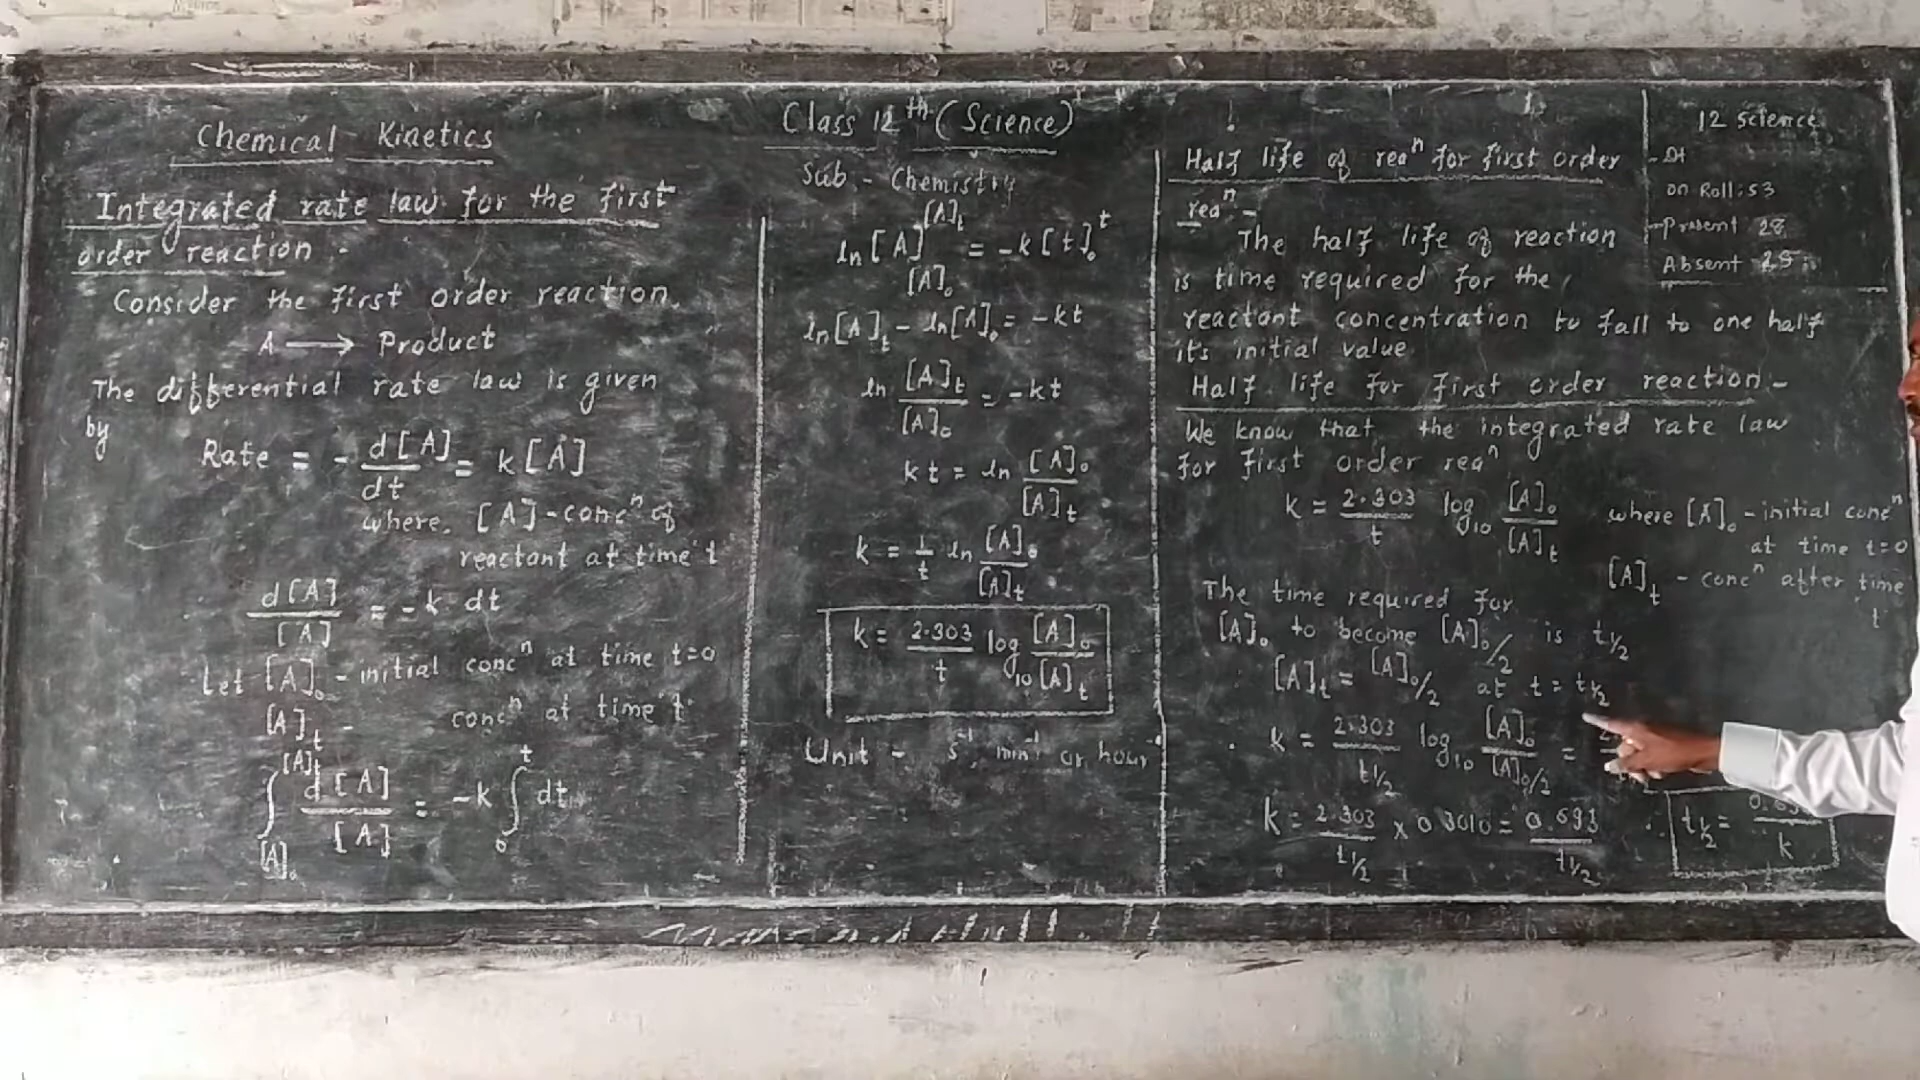 Chemical Kinetics
Integrated rate law for the first
order reaction :-
Consider the first order reaction.
A ⟶ Product
The differential rate law is given
by
Rate = - d[A]/dt = k[A]
where, [A] - concⁿ of
reactant at time t
d[A]/[A] = -k dt
Let [A]₀ - initial concⁿ at time t=0
[A]t - concⁿ at time t
∫[A]₀^[A]t d[A]/[A] = -k ∫₀^t dt
Class 12th (Science)
Sub - Chemistry
ln[A] [A]t [A]₀ = -k[t]₀^t
ln[A]t - ln[A]₀ = -kt
ln [A]t/[A]₀ = -kt
kt = ln [A]₀/[A]t
k = 1/t ln [A]₀/[A]t
k = 2.303/t log₁₀ [A]₀/[A]t
Unit - s⁻¹, min⁻¹ or hour⁻¹
Half life of reaⁿ for first order
reaⁿ -
The half life of reaction
is time required for the
reactant concentration to fall to one half
it's initial value
Half life for first order reaction -
We know that the integrated rate law
for first order reaⁿ
k = 2.303/t log₁₀ [A]₀/[A]t
where [A]₀ - initial concⁿ
at time t=0
[A]t - concⁿ after time
t
The time required for
[A]₀ to become [A]₀/2 is t1/2
[A]t = [A]₀/2 at t = t1/2
k = 2.303/t1/2 log₁₀ [A]₀/[A]₀/2 =
k = 2.303/t1/2 x 0.3010 = 0.693/t1/2
∴ t1/2 = k
12 Science
Dt
on Roll: 53
Present 28
Absent